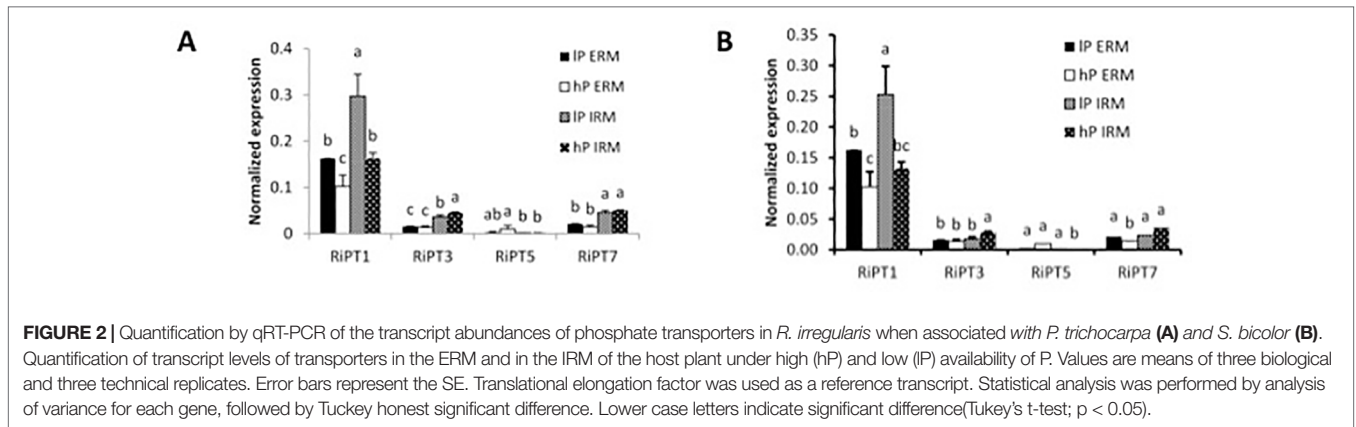 A
B
Normalized expression
0.4
0.3
0.2
0.1
0
lP ERM
hP ERM
lP IRM
hP IRM
b c a b
c c b a
ab a b b
b b a a
RiPT1 RiPT3 RiPT5 RiPT7
Normalized expression
0.35
0.30
0.25
0.20
0.15
0.10
0.05
0.00
lP ERM
hP ERM
lP IRM
hP IRM
b c a bc
b b b a
a a a b
a b a a
RiPT1 RiPT3 RiPT5 RiPT7
FIGURE 2 | Quantification by qRT-PCR of the transcript abundances of phosphate transporters in R. irregularis when associated with P. trichocarpa (A) and S. bicolor (B).
Quantification of transcript levels of transporters in the ERM and in the IRM of the host plant under high (hP) and low (lP) availability of P. Values are means of three biological
and three technical replicates. Error bars represent the SE. Translational elongation factor was used as a reference transcript. Statistical analysis was performed by analysis
of variance for each gene, followed by Tuckey honest significant difference. Lower case letters indicate significant difference(Tukey's t-test; p < 0.05).